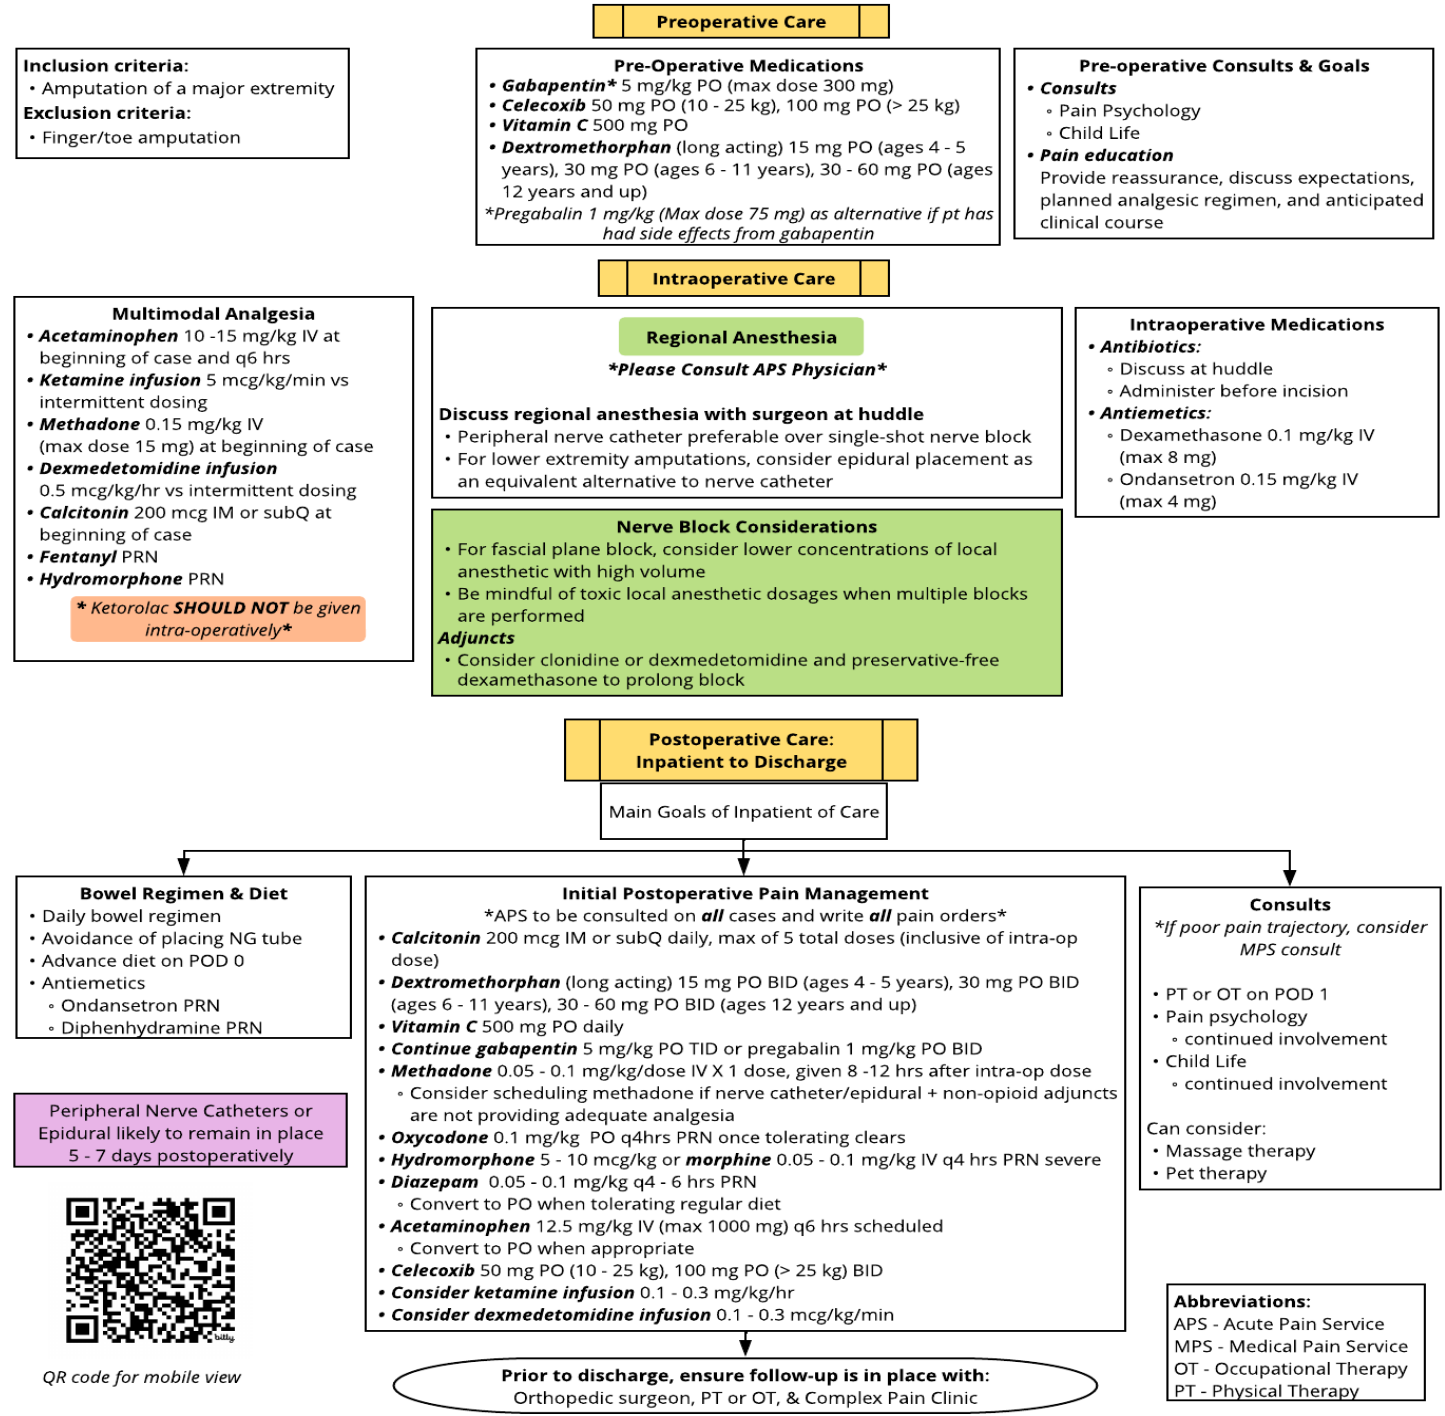 Preoperative Care
Inclusion criteria:
• Amputation of a major extremity
Exclusion criteria:
• Finger/toe amputation
Pre-Operative Medications
• Gabapentin* 5 mg/kg PO (max dose 300 mg)
• Celecoxib 50 mg PO (10 - 25 kg), 100 mg PO (> 25 kg)
• Vitamin C 500 mg PO
• Dextromethorphan (long acting) 15 mg PO (ages 4 - 5
years), 30 mg PO (ages 6 - 11 years), 30 - 60 mg PO (ages
12 years and up)
*Pregabalin 1 mg/kg (Max dose 75 mg) as alternative if pt has
had side effects from gabapentin
Pre-operative Consults & Goals
• Consults
◦ Pain Psychology
◦ Child Life
• Pain education
Provide reassurance, discuss expectations,
planned analgesic regimen, and anticipated
clinical course
Intraoperative Care
Multimodal Analgesia
• Acetaminophen 10 -15 mg/kg IV at
beginning of case and q6 hrs
• Ketamine infusion 5 mcg/kg/min vs
intermittent dosing
• Methadone 0.15 mg/kg IV
(max dose 15 mg) at beginning of case
• Dexmedetomidine infusion
0.5 mcg/kg/hr vs intermittent dosing
• Calcitonin 200 mcg IM or subQ at
beginning of case
• Fentanyl PRN
• Hydromorphone PRN
* Ketorolac SHOULD NOT be given
intra-operatively*
Regional Anesthesia
*Please Consult APS Physician*
Discuss regional anesthesia with surgeon at huddle
• Peripheral nerve catheter preferable over single-shot nerve block
• For lower extremity amputations, consider epidural placement as
an equivalent alternative to nerve catheter
Nerve Block Considerations
• For fascial plane block, consider lower concentrations of local
anesthetic with high volume
• Be mindful of toxic local anesthetic dosages when multiple blocks
are performed
Adjuncts
• Consider clonidine or dexmedetomidine and preservative-free
dexamethasone to prolong block
Intraoperative Medications
• Antibiotics:
◦ Discuss at huddle
◦ Administer before incision
• Antiemetics:
◦ Dexamethasone 0.1 mg/kg IV
(max 8 mg)
◦ Ondansetron 0.15 mg/kg IV
(max 4 mg)
Postoperative Care:
Inpatient to Discharge
Main Goals of Inpatient of Care
Bowel Regimen & Diet
• Daily bowel regimen
• Avoidance of placing NG tube
• Advance diet on POD 0
• Antiemetics
◦ Ondansetron PRN
◦ Diphenhydramine PRN
Peripheral Nerve Catheters or
Epidural likely to remain in place
5 - 7 days postoperatively
bitly
QR code for mobile view
Initial Postoperative Pain Management
*APS to be consulted on all cases and write all pain orders*
• Calcitonin 200 mcg IM or subQ daily, max of 5 total doses (inclusive of intra-op
dose)
• Dextromethorphan (long acting) 15 mg PO BID (ages 4 - 5 years), 30 mg PO BID
(ages 6 - 11 years), 30 - 60 mg PO BID (ages 12 years and up)
• Vitamin C 500 mg PO daily
• Continue gabapentin 5 mg/kg PO TID or pregabalin 1 mg/kg PO BID
• Methadone 0.05 - 0.1 mg/kg/dose IV X 1 dose, given 8 -12 hrs after intra-op dose
◦ Consider scheduling methadone if nerve catheter/epidural + non-opioid adjuncts
are not providing adequate analgesia
• Oxycodone 0.1 mg/kg PO q4hrs PRN once tolerating clears
• Hydromorphone 5 - 10 mcg/kg or morphine 0.05 - 0.1 mg/kg IV q4 hrs PRN severe
• Diazepam 0.05 - 0.1 mg/kg q4 - 6 hrs PRN
◦ Convert to PO when tolerating regular diet
• Acetaminophen 12.5 mg/kg IV (max 1000 mg) q6 hrs scheduled
◦ Convert to PO when appropriate
• Celecoxib 50 mg PO (10 - 25 kg), 100 mg PO (> 25 kg) BID
• Consider ketamine infusion 0.1 - 0.3 mg/kg/hr
• Consider dexmedetomidine infusion 0.1 - 0.3 mcg/kg/min
Prior to discharge, ensure follow-up is in place with:
Orthopedic surgeon, PT or OT, & Complex Pain Clinic
Consults
*If poor pain trajectory, consider
MPS consult
• PT or OT on POD 1
• Pain psychology
◦ continued involvement
• Child Life
◦ continued involvement
Can consider:
• Massage therapy
• Pet therapy
Abbreviations:
APS - Acute Pain Service
MPS - Medical Pain Service
OT - Occupational Therapy
PT - Physical Therapy